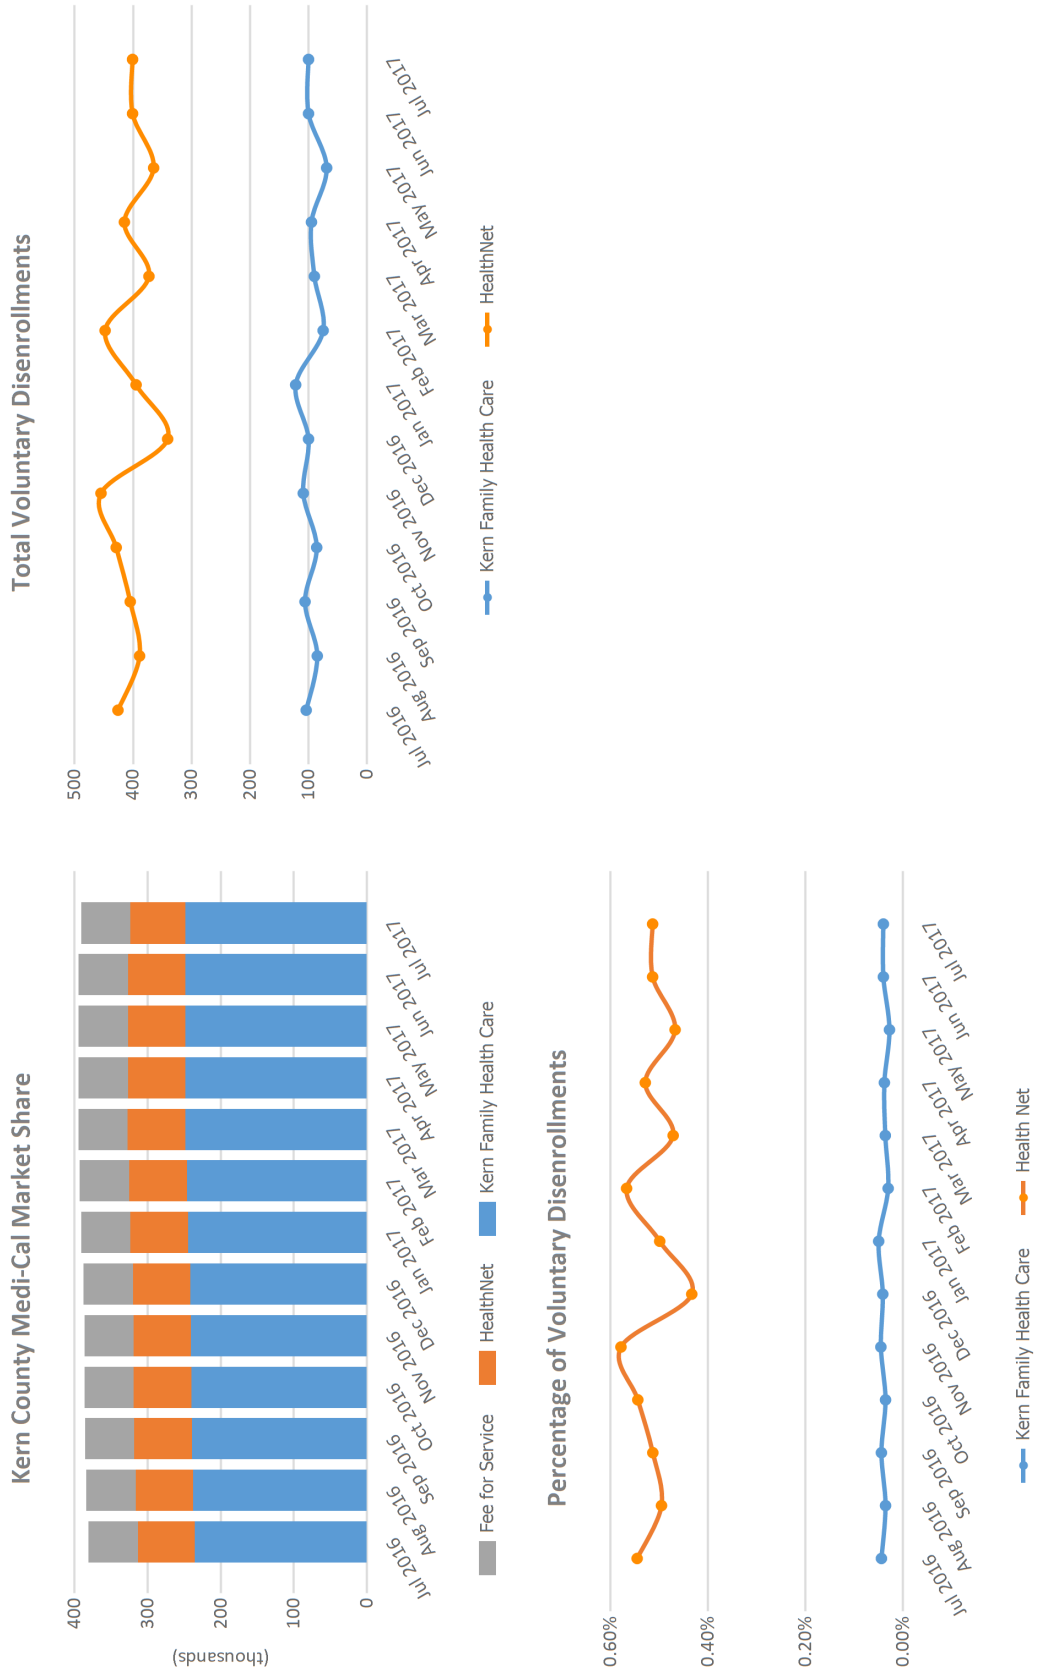 Kern County Medi-Cal Market Share
(thousands)
400
300
200
100
0
Jul 2016
Aug 2016
Sep 2016
Oct 2016
Nov 2016
Dec 2016
Jan 2017
Feb 2017
Mar 2017
Apr 2017
May 2017
Jun 2017
Jul 2017
Fee for Service HealthNet Kern Family Health Care
Total Voluntary Disenrollments
500
400
300
200
100
0
Jul 2016
Aug 2016
Sep 2016
Oct 2016
Nov 2016
Dec 2016
Jan 2017
Feb 2017
Mar 2017
Apr 2017
May 2017
Jun 2017
Jul 2017
Kern Family Health Care HealthNet
Percentage of Voluntary Disenrollments
0.60%
0.40%
0.20%
0.00%
Jul 2016
Aug 2016
Sep 2016
Oct 2016
Nov 2016
Dec 2016
Jan 2017
Feb 2017
Mar 2017
Apr 2017
May 2017
Jun 2017
Jul 2017
Kern Family Health Care Health Net